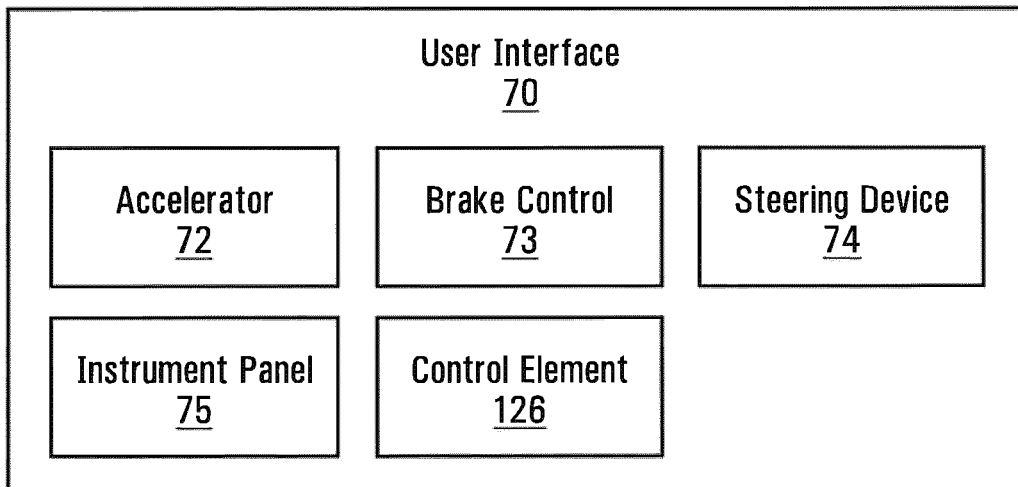 User Interface
70
Accelerator
72
Brake Control
73
Steering Device
74
Instrument Panel
75
Control Element
126